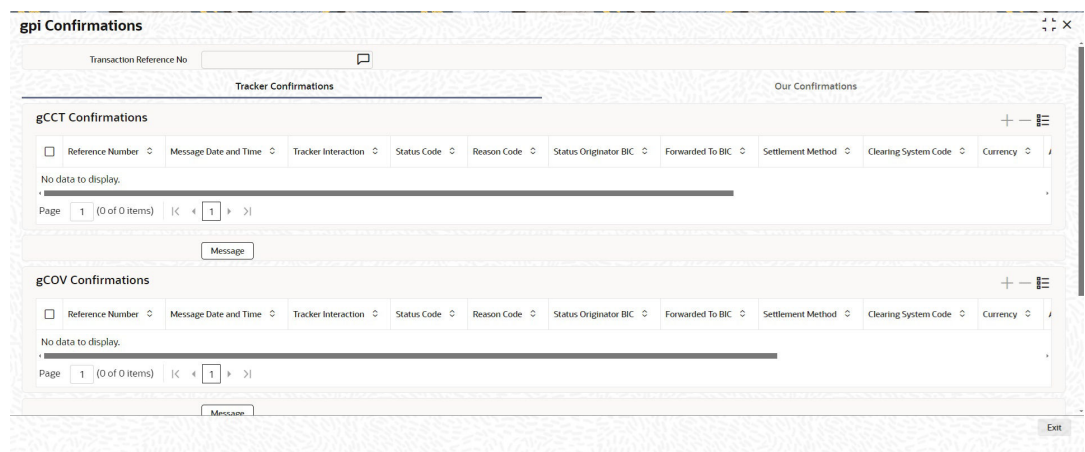 gpi Confirmations
Transaction Reference No
Tracker Confirmations Our Confirmations
gCCT Confirmations
Reference Number Message Date and Time Tracker Interaction Status Code Reason Code Status Originator BIC Forwarded To BIC Settlement Method Clearing System Code Currency
No data to display.
Page 1 (0 of 0 items) 1
Message
gCOV Confirmations
Reference Number Message Date and Time Tracker Interaction Status Code Reason Code Status Originator BIC Forwarded To BIC Settlement Method Clearing System Code Currency
No data to display.
Page 1 (0 of 0 items) 1
Message
Exit